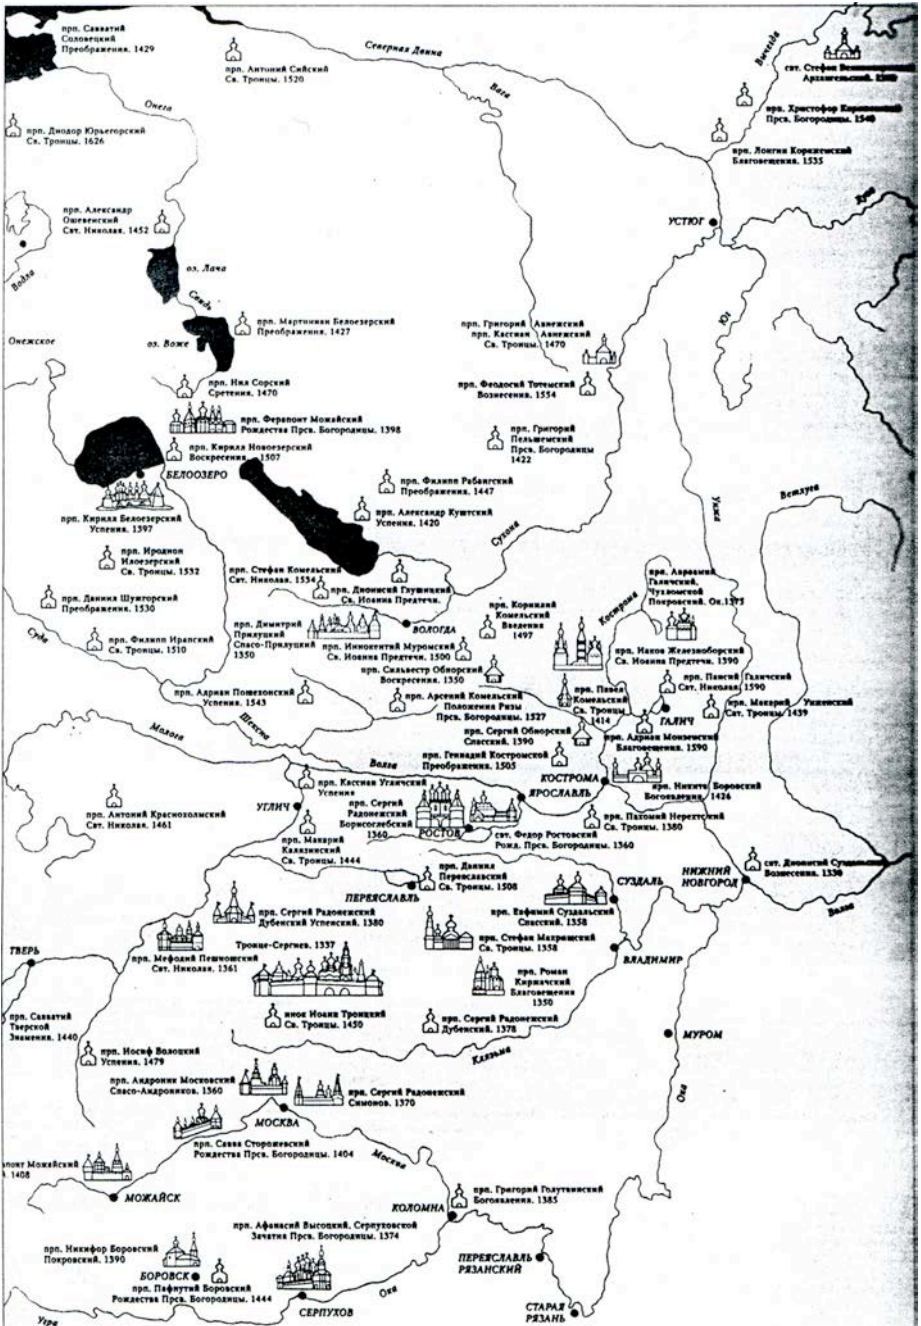 прп. Савватий
Соловецкий
Преображения. 1429
прп. Антоний Сийский
Св. Троицы. 1520
Северная Двина
Вага
Вычегда
свт. Стефан
Архангельский.
прп. Христофор
Прсв. Богородицы. 1540
прп. Лонгин Коряжемский
Благовещения. 1535
Онега
прп. Диодор Юрьегорский
Св. Троицы. 1626
прп. Александр
Ошевенский
Свт. Николая. 1452
УСТЮГ
Луза
Водла
оз. Лача
Свидь
Юг
Онежское
оз. Воже
прп. Мартиниан Белоезерский
Преображения. 1427
прп. Григорий Авнежский
прп. Кассиан Авнежский
Св. Троицы. 1470
прп. Нил Сорский
Сретения. 1470
прп. Феодосий Тотемский
Вознесения. 1554
прп. Ферапонт Можайский
Рождества Прсв. Богородицы. 1398
прп. Григорий
Пельшемский
Прсв. Богородицы
1422
прп. Кирилл Новоезерский
Воскресения. 1507
БЕЛООЗЕРО
прп. Филипп Рабангский
Преображения. 1447
Унжа
Ветлуга
прп. Кирилл Белоезерский
Успения. 1397
прп. Александр Куштский
Успения. 1420
Сухона
прп. Иродион
Илоезерский
Св. Троицы. 1532
прп. Стефан Комельский
Свт. Николая. 1534
прп. Дионисий Глушицкий
Св. Иоанна Предтечи.
прп. Авраамий
Галичский,
Чухломской
Покровский. Ок.1375
прп. Даниил Шужгорский
Преображения. 1530
прп. Димитрий
Прилуцкий
Спасо-Прилуцкий
1350
ВОЛОГДА
прп. Корнилий
Комельский
Введения
1497
Кострома
Суда
прп. Филипп Ирапский
Св. Троицы. 1510
прп. Иннокентий Муромский
Св. Иоанна Предтечи. 1500
прп. Иаков Железноборский
Св. Иоанна Предтечи. 1390
прп. Сильвестр Обнорский
Воскресения. 1350
прп. Паисий Галичский
Свт. Николая. 1590
прп. Адриан Пошехонский
Успения. 1543
прп. Арсений Комельский
Положения Ризы
Прсв. Богородицы. 1527
прп. Павел
Комельский
Св. Троицы
1414
ГАЛИЧ
прп. Макарий Унженский
Свт. Троицы. 1439
Шексна
Молога
прп. Сергий Обнорский
Спасский. 1390
прп. Адриан Монзенский
Благовещения. 1590
Волга
прп. Геннадий Костромской
Преображения. 1505
КОСТРОМА
прп. Кассиан Угличский
Успения
ЯРОСЛАВЛЬ
прп. Никита Боровский
Богоявления. 1426
прп. Антоний Краснохолмский
Свт. Николая. 1461
УГЛИЧ
прп. Сергий
Радонежский
Борисоглебский
1360
РОСТОВ
прп. Пахомий Нерехтский
Св. Троицы. 1380
свт. Федор Ростовский
Рожд. Прсв. Богородицы. 1360
прп. Макарий
Калязинский
Св. Троицы. 1444
прп. Даниил
Переяславский
Св. Троицы. 1508
ПЕРЕЯСЛАВЛЬ
СУЗДАЛЬ
НИЖНИЙ
НОВГОРОД
свт. Дионисий Суздальский
Вознесения. 1330
Волга
прп. Сергий Радонежский
Дубенский Успенский. 1380
прп. Евфимий Суздальский
Спасский. 1358
прп. Стефан Махрищский
Св. Троицы. 1358
ТВЕРЬ
прп. Мефодий Пешношский
Свт. Николая. 1361
Троице-Сергиев. 1337
ВЛАДИМИР
прп. Роман
Киржачский
Благовещения
1350
прп. Савватий
Тверской
Знамения. 1440
инок Иоанн Троицкий
Св. Троицы. 1450
прп. Сергий Радонежский
Дубенский. 1378
Клязьма
МУРОМ
прп. Иосиф Волоцкий
Успения. 1479
Ока
прп. Андроник Московский
Спасо-Андроников. 1360
прп. Сергий Радонежский
Симонов. 1370
МОСКВА
прп. Савва Сторожевский
Рождества Прсв. Богородицы. 1404
Москва
понт Можайский
1408
МОЖАЙСК
КОЛОМНА
прп. Григорий Голутвинский
Богоявления. 1385
прп. Афанасий Высоцкий, Серпуховской
Зачатия Прсв. Богородицы. 1374
прп. Никифор Боровский
Покровский. 1390
ПЕРЕЯСЛАВЛЬ
РЯЗАНСКИЙ
БОРОВСК
прп. Пафнутий Боровский
Рождества Прсв. Богородицы. 1444
СЕРПУХОВ
Ока
Угра
СТАРАЯ
РЯЗАНЬ